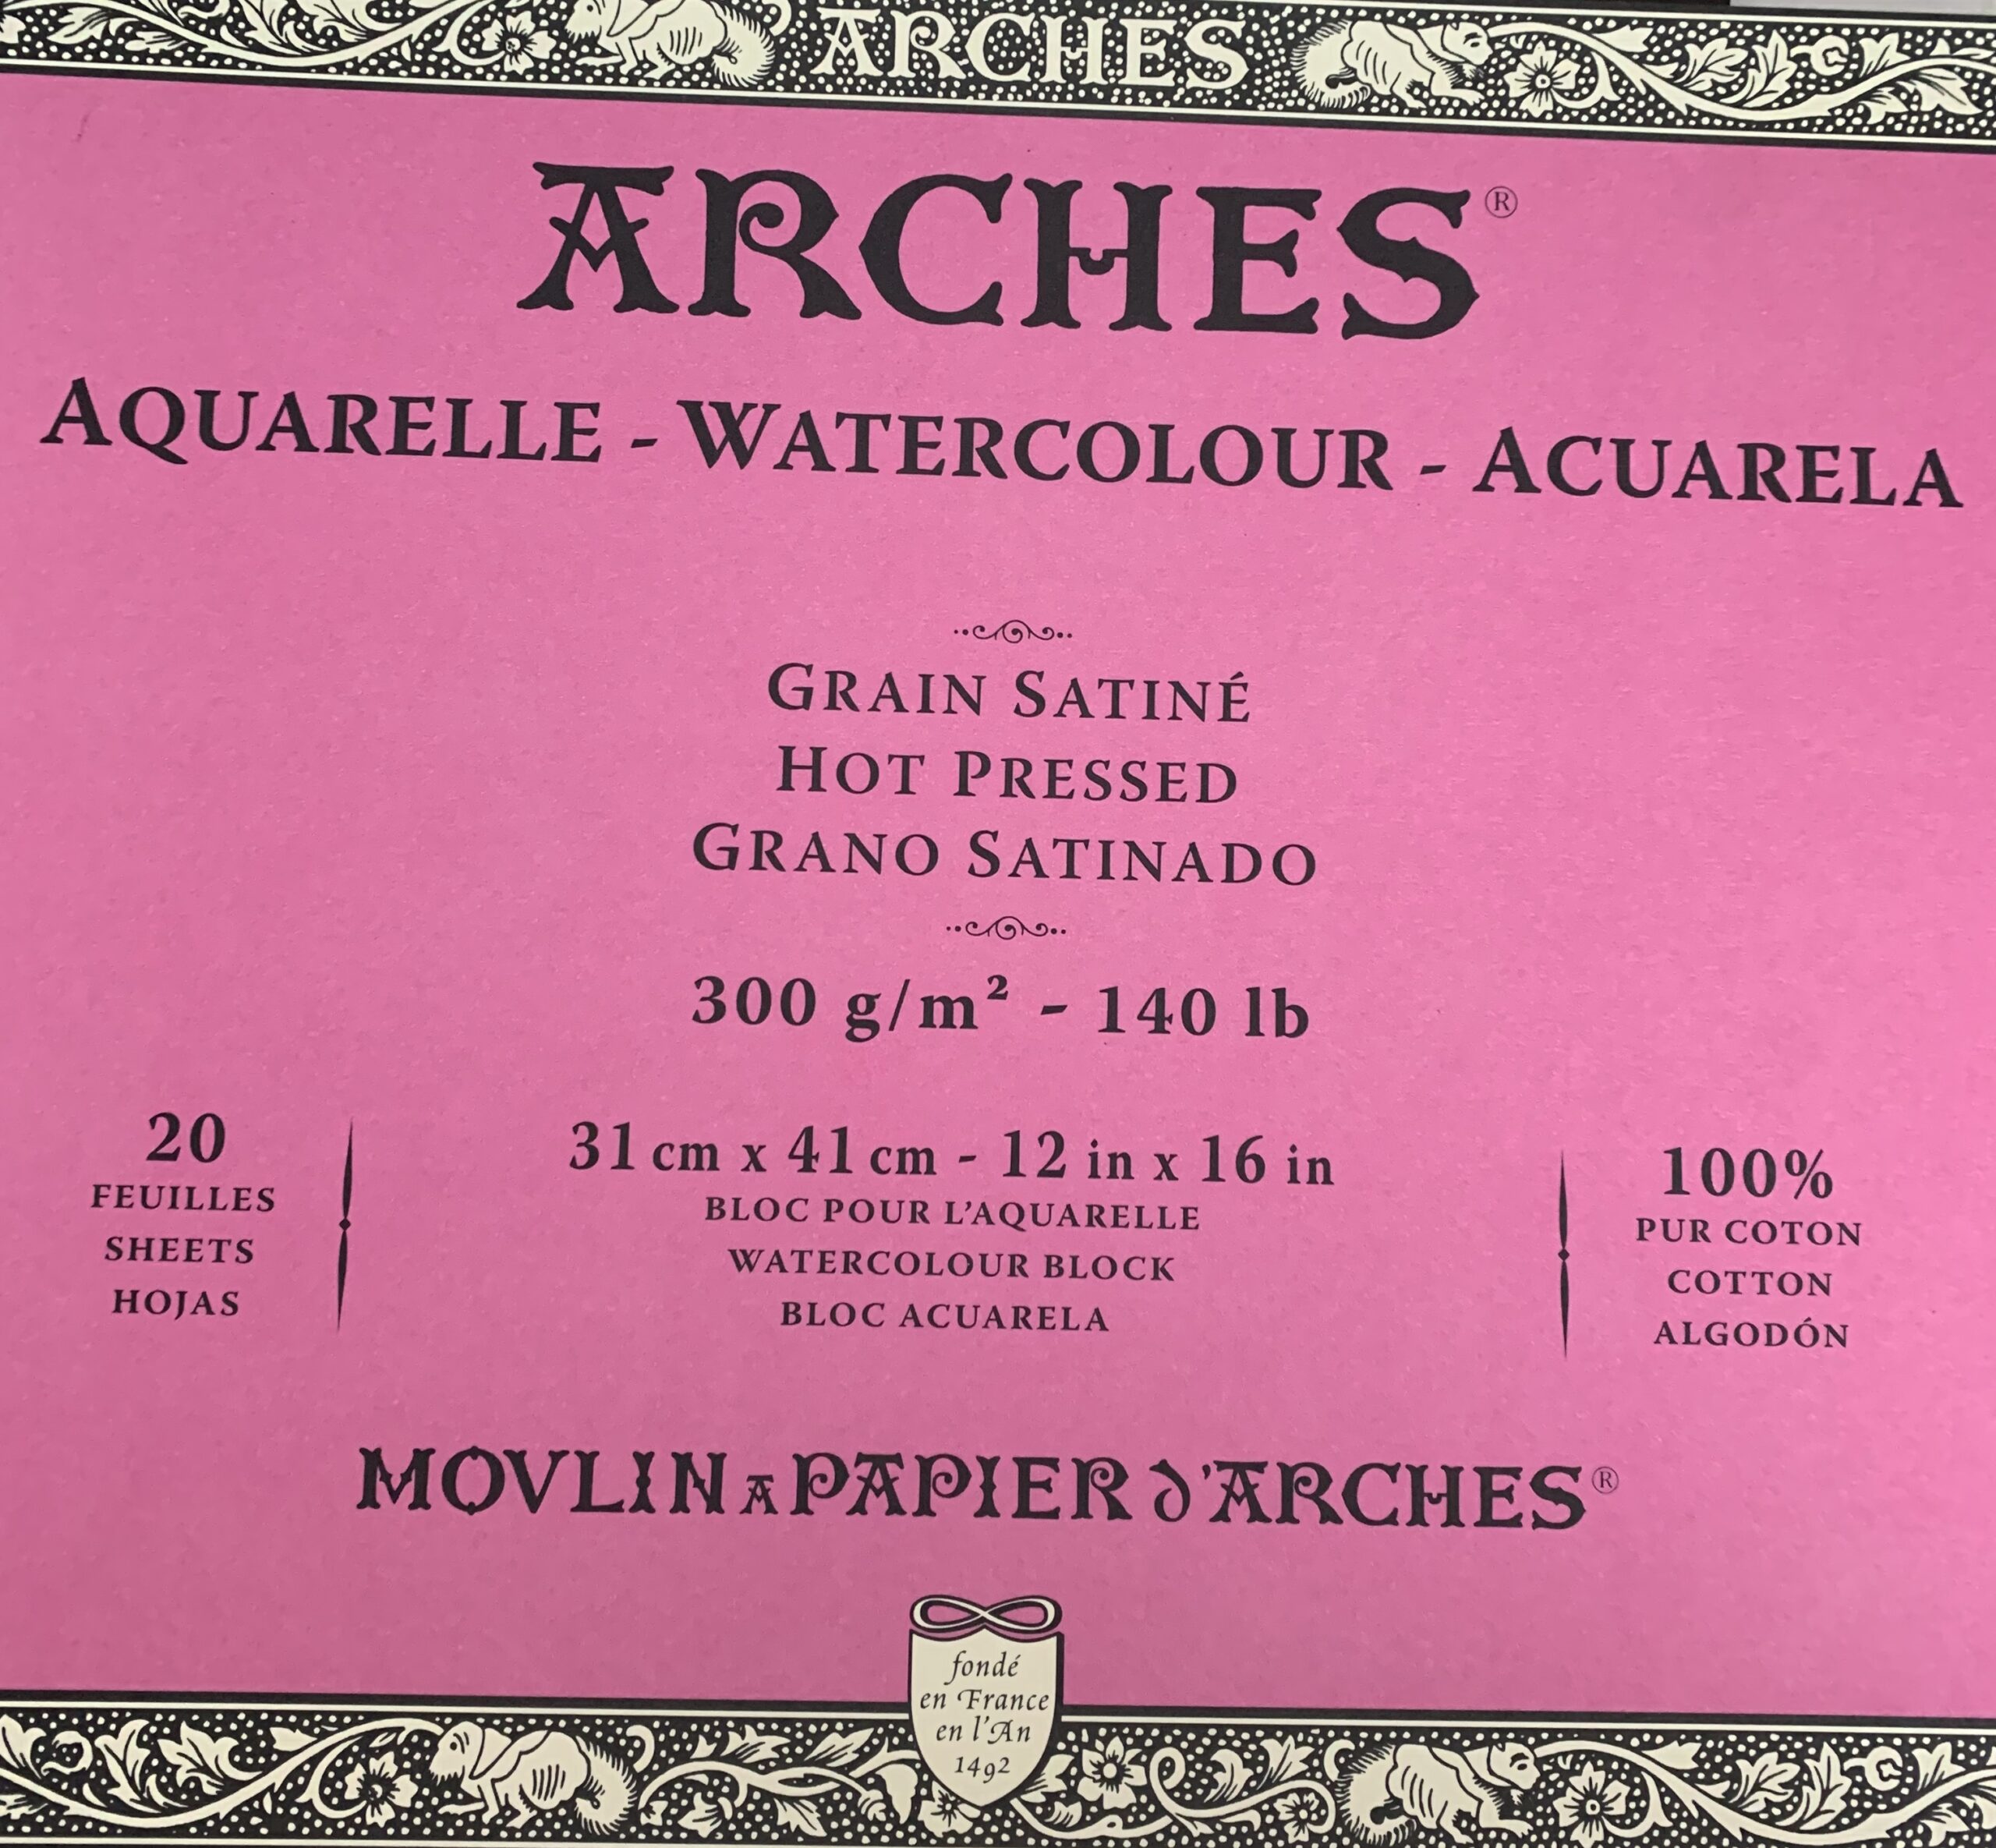 ARCHES
ARCHES®
AQUARELLE - WATERCOLOUR - ACUARELA
GRAIN SATINÉ
HOT PRESSED
GRANO SATINADO
300 g/m² - 140 lb
20
FEUILLES
SHEETS
HOJAS
31 cm x 41 cm - 12 in x 16 in
BLOC POUR L'AQUARELLE
WATERCOLOUR BLOCK
BLOC ACUARELA
100%
PUR COTON
COTTON
ALGODÓN
MOVLIN A PAPIER D'ARCHES®
fondé
en France
en l'An
1492